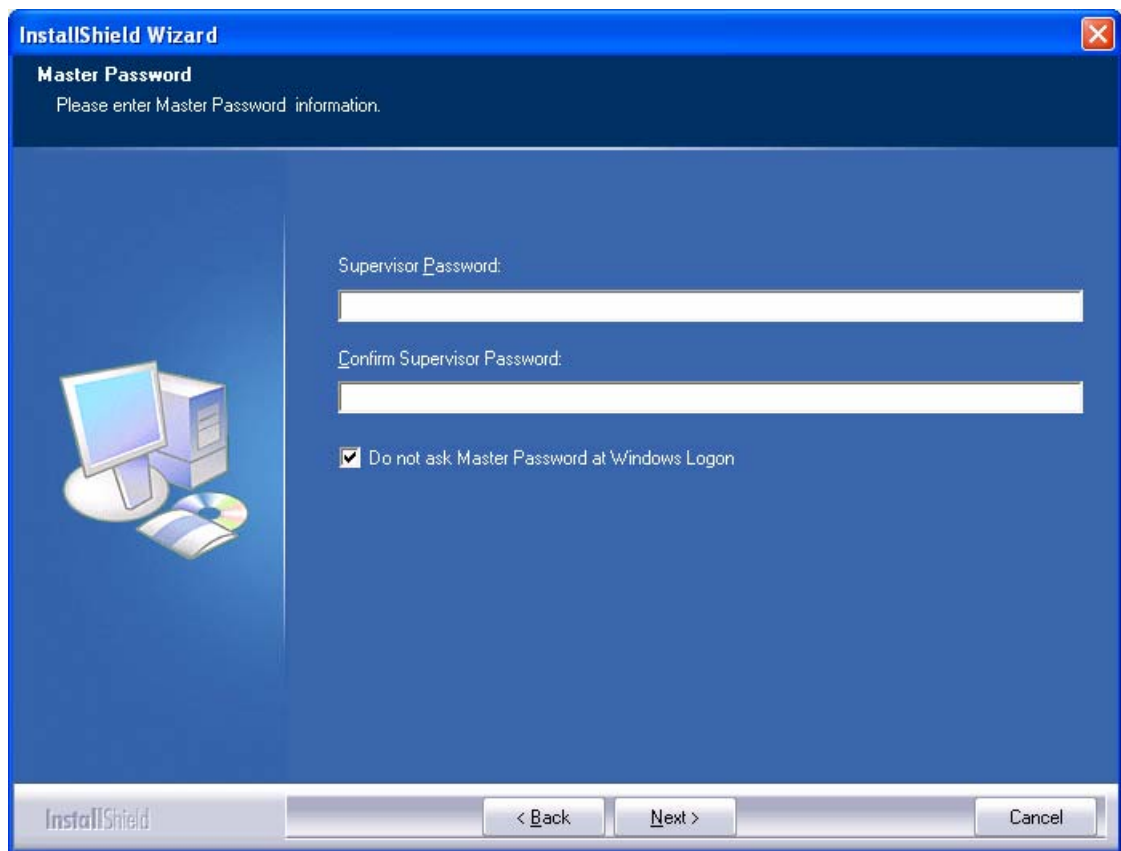 InstallShield Wizard
Master Password
Please enter Master Password information.
Supervisor Password:
Confirm Supervisor Password:
Do not ask Master Password at Windows Logon
InstallShield
< Back
Next >
Cancel